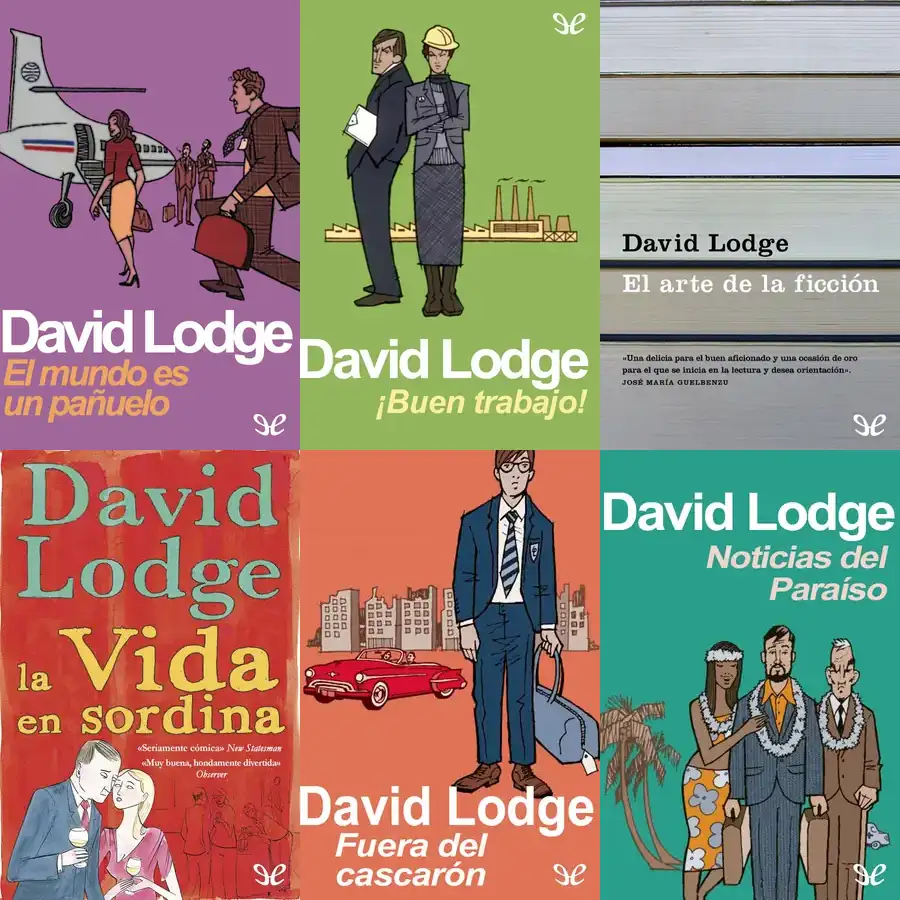 David Lodge
El mundo es
un pañuelo
David Lodge
¡Buen trabajo!
David Lodge
El arte de la ficción
«Una delicia para el buen aficionado y una ocasión de oro
para el que se inicia en la lectura y desea orientación».
JOSÉ MARÍA GUELBENZU
David
Lodge
la Vida
en sordina
«Seriamente cómica» New Statesman
«Muy buena, hondamente divertida»
Observer
David Lodge
Fuera del
cascarón
David Lodge
Noticias del
Paraíso